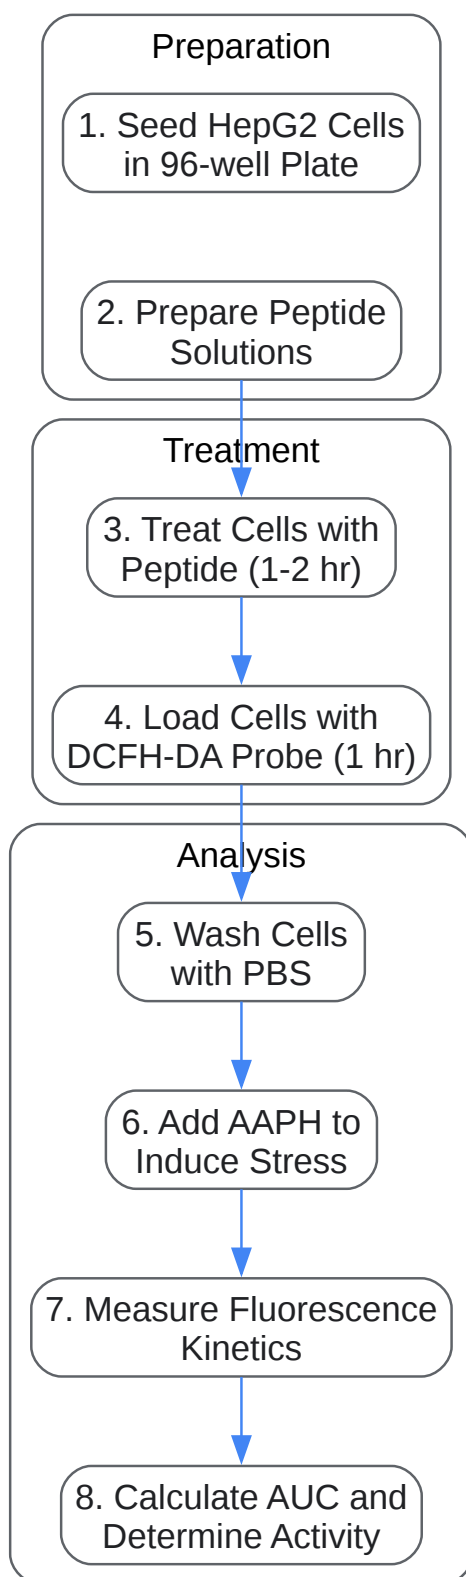 Preparation
1. Seed HepG2 Cells
in 96-well Plate
2. Prepare Peptide
Solutions
Treatment
3. Treat Cells with
Peptide (1-2 hr)
4. Load Cells with
DCFH-DA Probe (1 hr)
Analysis
5. Wash Cells
with PBS
6. Add AAPH to
Induce Stress
7. Measure Fluorescence
Kinetics
8. Calculate AUC and
Determine Activity